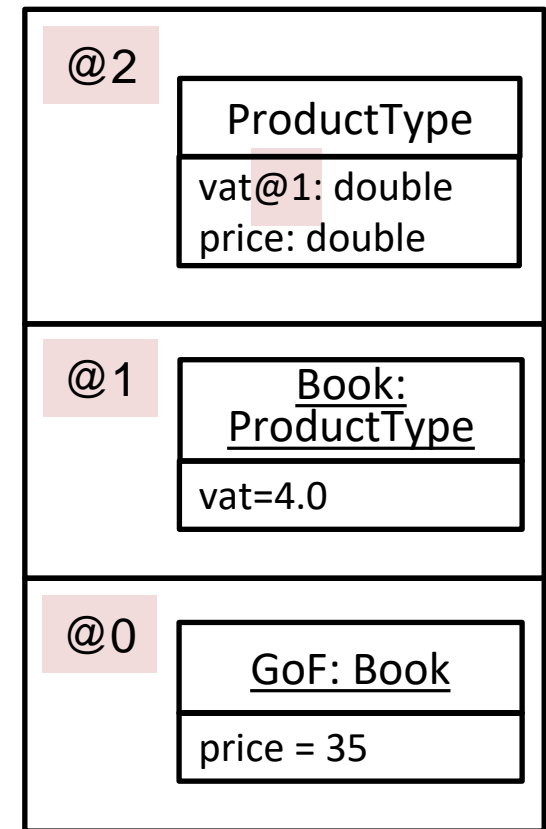 @2
ProductType
vat@1: double
price: double
@1
Book:
ProductType
vat=4.0
@0
GoF: Book
price = 35